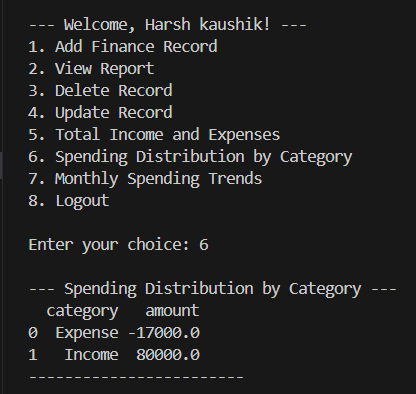 --- Welcome, Harsh kaushik! ---
1. Add Finance Record
2. View Report
3. Delete Record
4. Update Record
5. Total Income and Expenses
6. Spending Distribution by Category
7. Monthly Spending Trends
8. Logout
Enter your choice: 6
--- Spending Distribution by Category ---
  category   amount
0  Expense -17000.0
1   Income  80000.0
------------------------